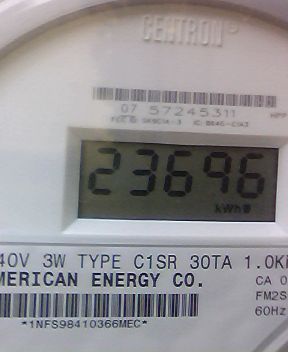 CENTRON®
07 57245311
23696
kWh
40V 3W TYPE C1SR 30TA 1.0K
MERICAN ENERGY CO.
CA 0
FM2S
60Hz
*1NFS98410366MEC*